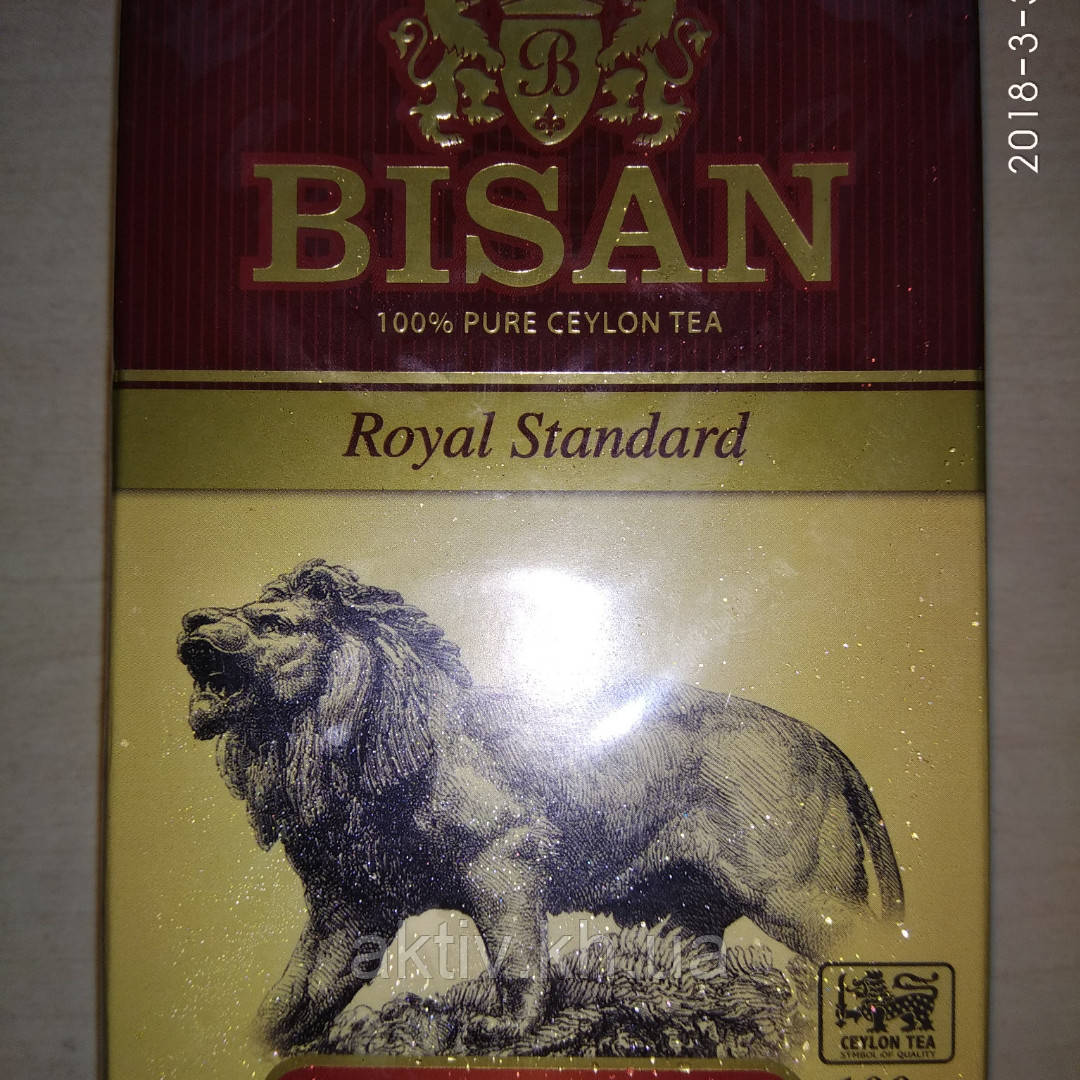 2018-3-
B
BISAN
100% PURE CEYLON TEA
Royal Standard
aktiv.kh.ua
CEYLON TEA
SYMBOL OF QUALITY